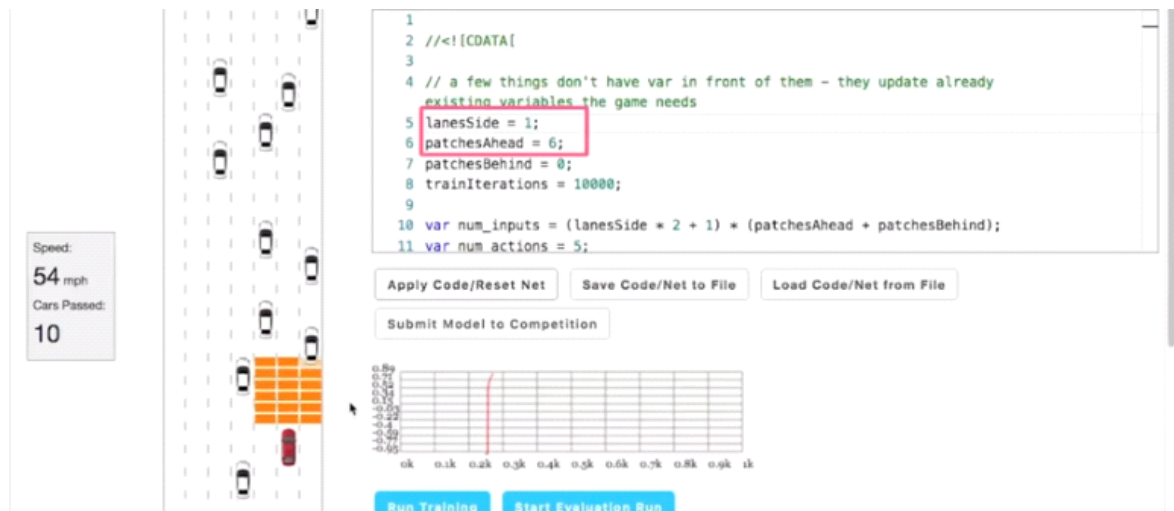 Speed:
54 mph
Cars Passed:
10
1
2 //<![CDATA[
3
4 // a few things don't have var in front of them – they update already
existing variables the game needs
5 lanesSide = 1;
6 patchesAhead = 6;
7 patchesBehind = 0;
8 trainIterations = 10000;
9
10 var num_inputs = (lanesSide * 2 + 1) * (patchesAhead + patchesBehind);
11 var num_actions = 5;
Apply Code/Reset Net Save Code/Net to File Load Code/Net from File
Submit Model to Competition
0k 0.1k 0.2k 0.3k 0.4k 0.5k 0.6k 0.7k 0.8k 0.9k 1k
Run Training Start Evaluation Run